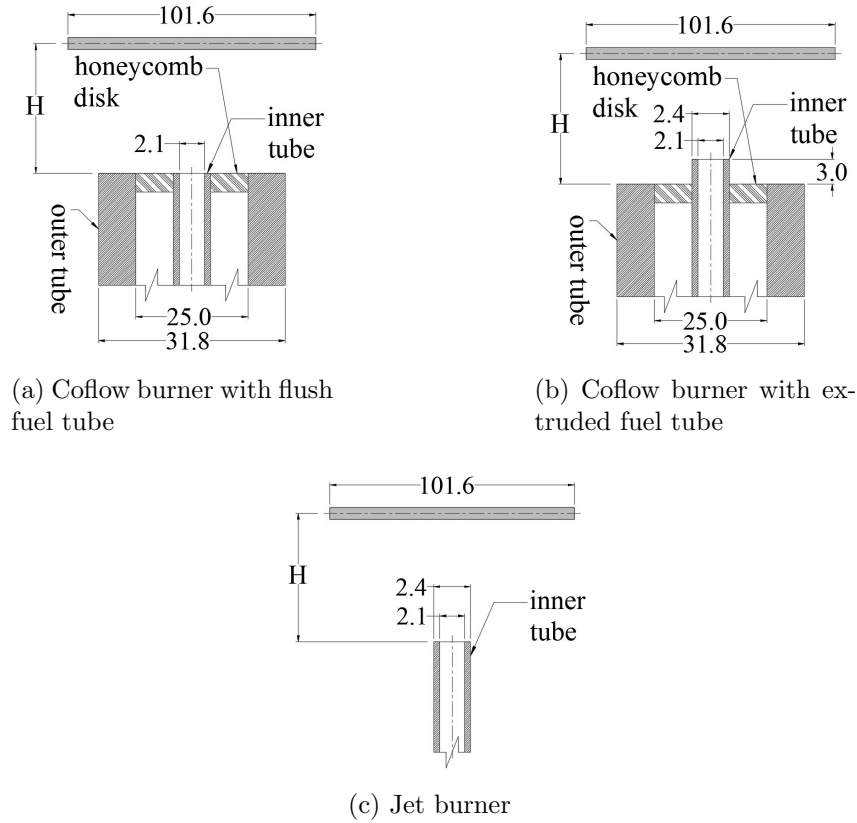 101.6
honeycomb
disk
H
inner
tube
2.1
outer tube
25.0
31.8
(a) Coflow burner with flush
fuel tube
101.6
honeycomb
disk
H
2.4
inner
tube
2.1
3.0
outer tube
25.0
31.8
(b) Coflow burner with ex-
truded fuel tube
101.6
H
2.4
inner
tube
2.1
(c) Jet burner